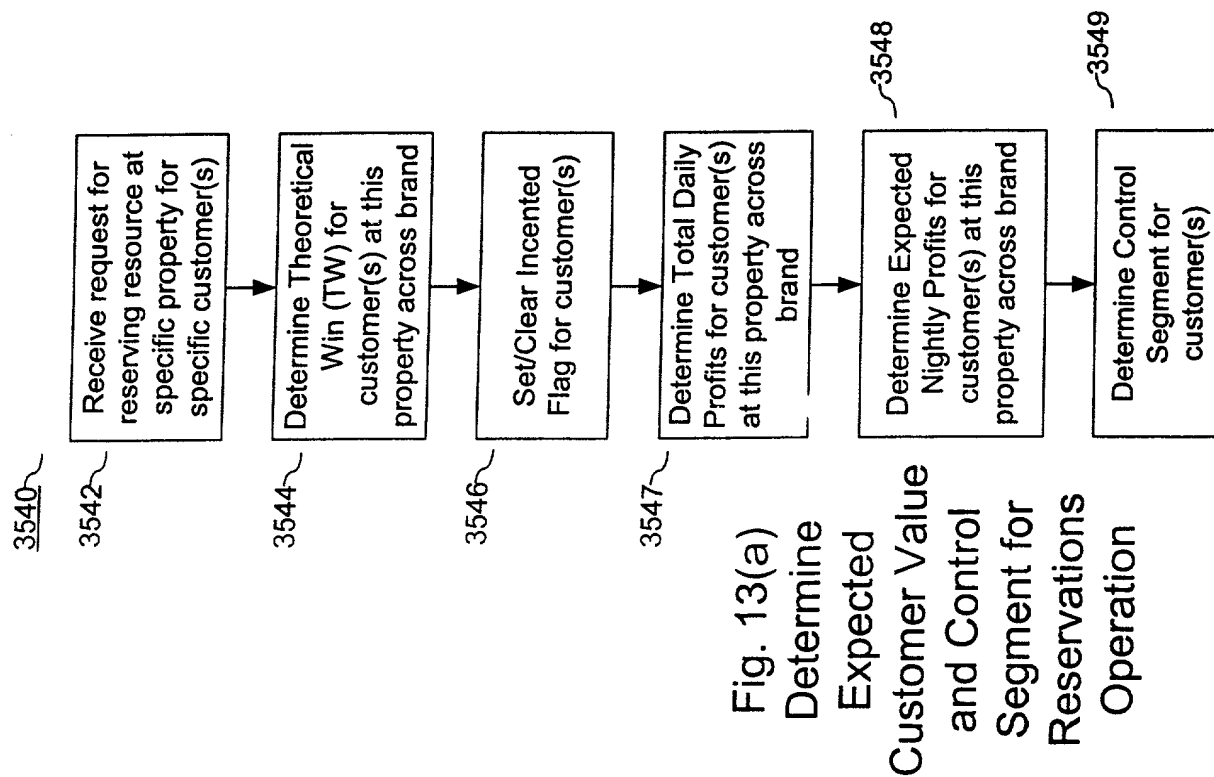 3540
3542
Receive request for
reserving resource at
specific property for
specific customer(s)
3544
Determine Theoretical
Win (TW) for
customer(s) at this
property across brand
3546
Set/Clear Incented
Flag for customer(s)
3547
Determine Total Daily
Profits for customer(s)
at this property across
brand
3548
Determine Expected
Nightly Profits for
customer(s) at this
property across brand
3549
Determine Control
Segment for
customer(s)
Fig. 13(a)
Determine
Expected
Customer Value
and Control
Segment for
Reservations
Operation